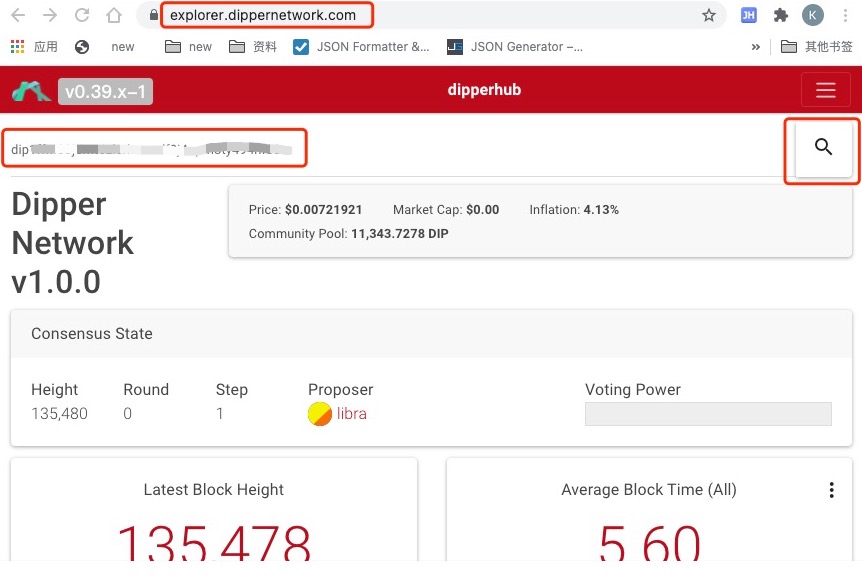 explorer.dippernetwork.com
JH
K
应用
new
new
资料
JSON Formatter &...
JSON Generator –...
»
其他书签
v0.39.x–1
dipperhub
Dipper
Network
v1.0.0
Price: $0.00721921 Market Cap: $0.00 Inflation: 4.13%
Community Pool: 11,343.7278 DIP
Consensus State
Height Round Step Proposer Voting Power
135,480 0 1 libra
Latest Block Height Average Block Time (All)
135,478 5.60